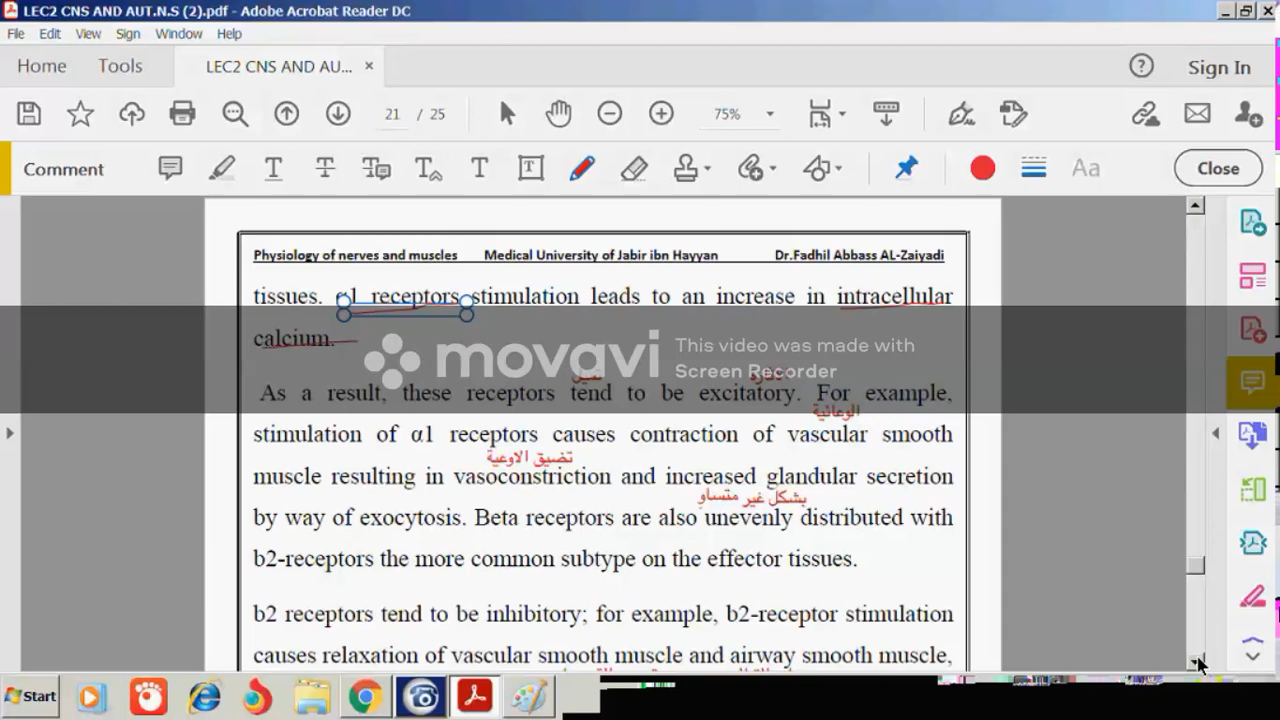 LEC2 CNS AND AUT.N.S (2).pdf - Adobe Acrobat Reader DC
File Edit View Sign Window Help
Home Tools LEC2 CNS AND AU... × Sign In
21 / 25 75%
Comment Aa Close
Physiology of nerves and muscles Medical University of Jabir ibn Hayyan Dr.Fadhil Abbass AL-Zaiyadi
tissues. α1 receptors stimulation leads to an increase in intracellular
calcium.
movavi This video was made with
Screen Recorder
As a result, these receptors tend to be excitatory. For example,
الوعائية
stimulation of α1 receptors causes contraction of vascular smooth
تضيق الاوعية
muscle resulting in vasoconstriction and increased glandular secretion
بشكل غير متساوٍ
by way of exocytosis. Beta receptors are also unevenly distributed with
b2-receptors the more common subtype on the effector tissues.
b2 receptors tend to be inhibitory; for example, b2-receptor stimulation
causes relaxation of vascular smooth muscle and airway smooth muscle,
Start